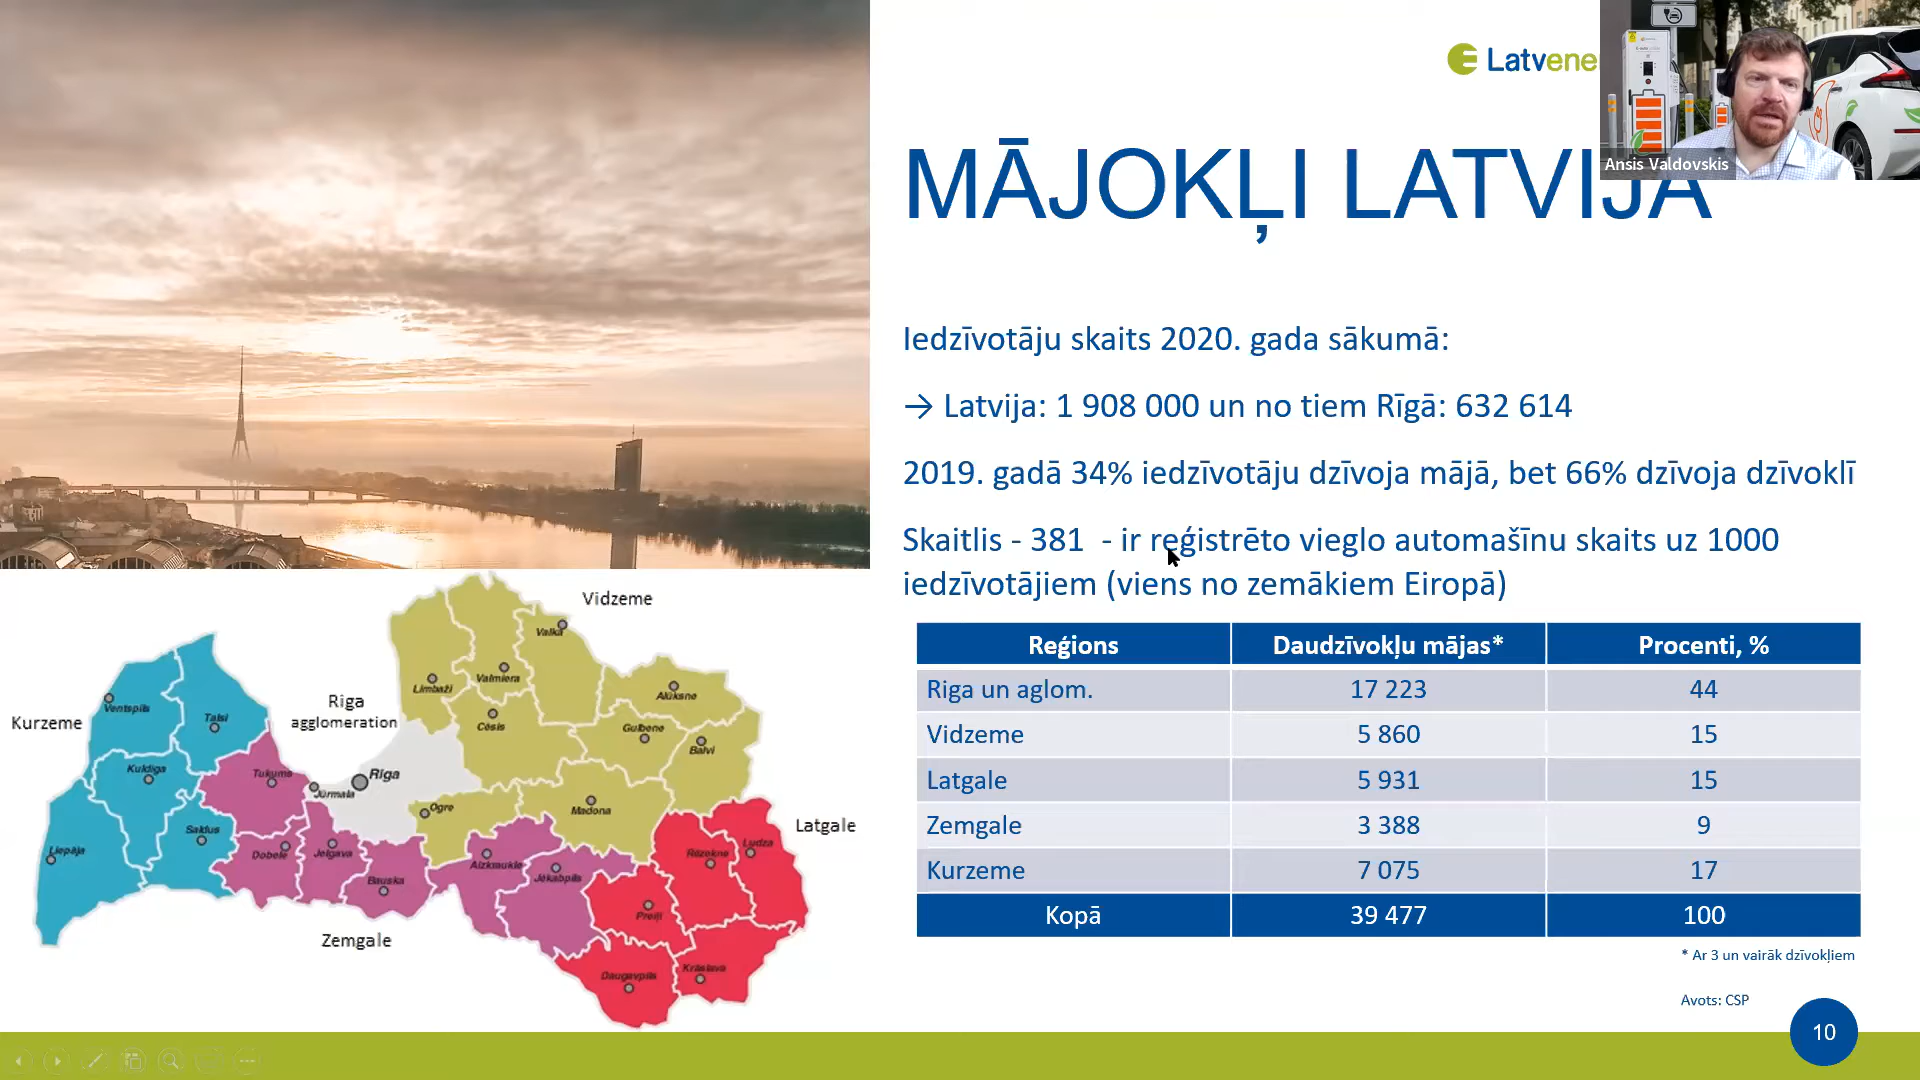 Latvene
Ansis Valdovskis
MĀJOKĻI LATVIJĀ
Iedzīvotāju skaits 2020. gada sākumā:
→ Latvija: 1 908 000 un no tiem Rīgā: 632 614
2019. gadā 34% iedzīvotāju dzīvoja mājā, bet 66% dzīvoja dzīvoklī
Skaitlis - 381 - ir reģistrēto vieglo automašīnu skaits uz 1000
iedzīvotājiem (viens no zemākiem Eiropā)
Reģions Daudzīvokļu mājas* Procenti, %
Riga un aglom. 17 223 44
Vidzeme 5 860 15
Latgale 5 931 15
Zemgale 3 388 9
Kurzeme 7 075 17
Kopā 39 477 100
* Ar 3 un vairāk dzīvokļiem
Avots: CSP
10
Vidzeme
Valka
Limbaži
Valmiera
Alūksne
Cēsis
Gulbene
Balvi
Kurzeme
Ventspils
Talsi
Riga
agglomeration
Kuldīga
Tukums
Jūrmala
Rīga
Ogre
Madona
Latgale
Saldus
Liepāja
Dobele
Jelgava
Bauska
Aizkraukle
Jēkabpils
Rēzekne
Ludza
Preiļi
Zemgale
Daugavpils
Krāslava